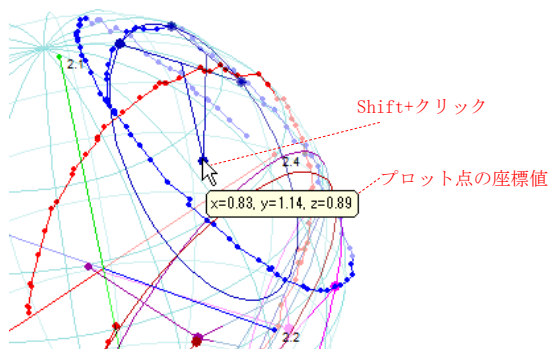 2.1
Shift+クリック
2.4
プロット点の座標値
x=0.83, y=1.14, z=0.89
2.2